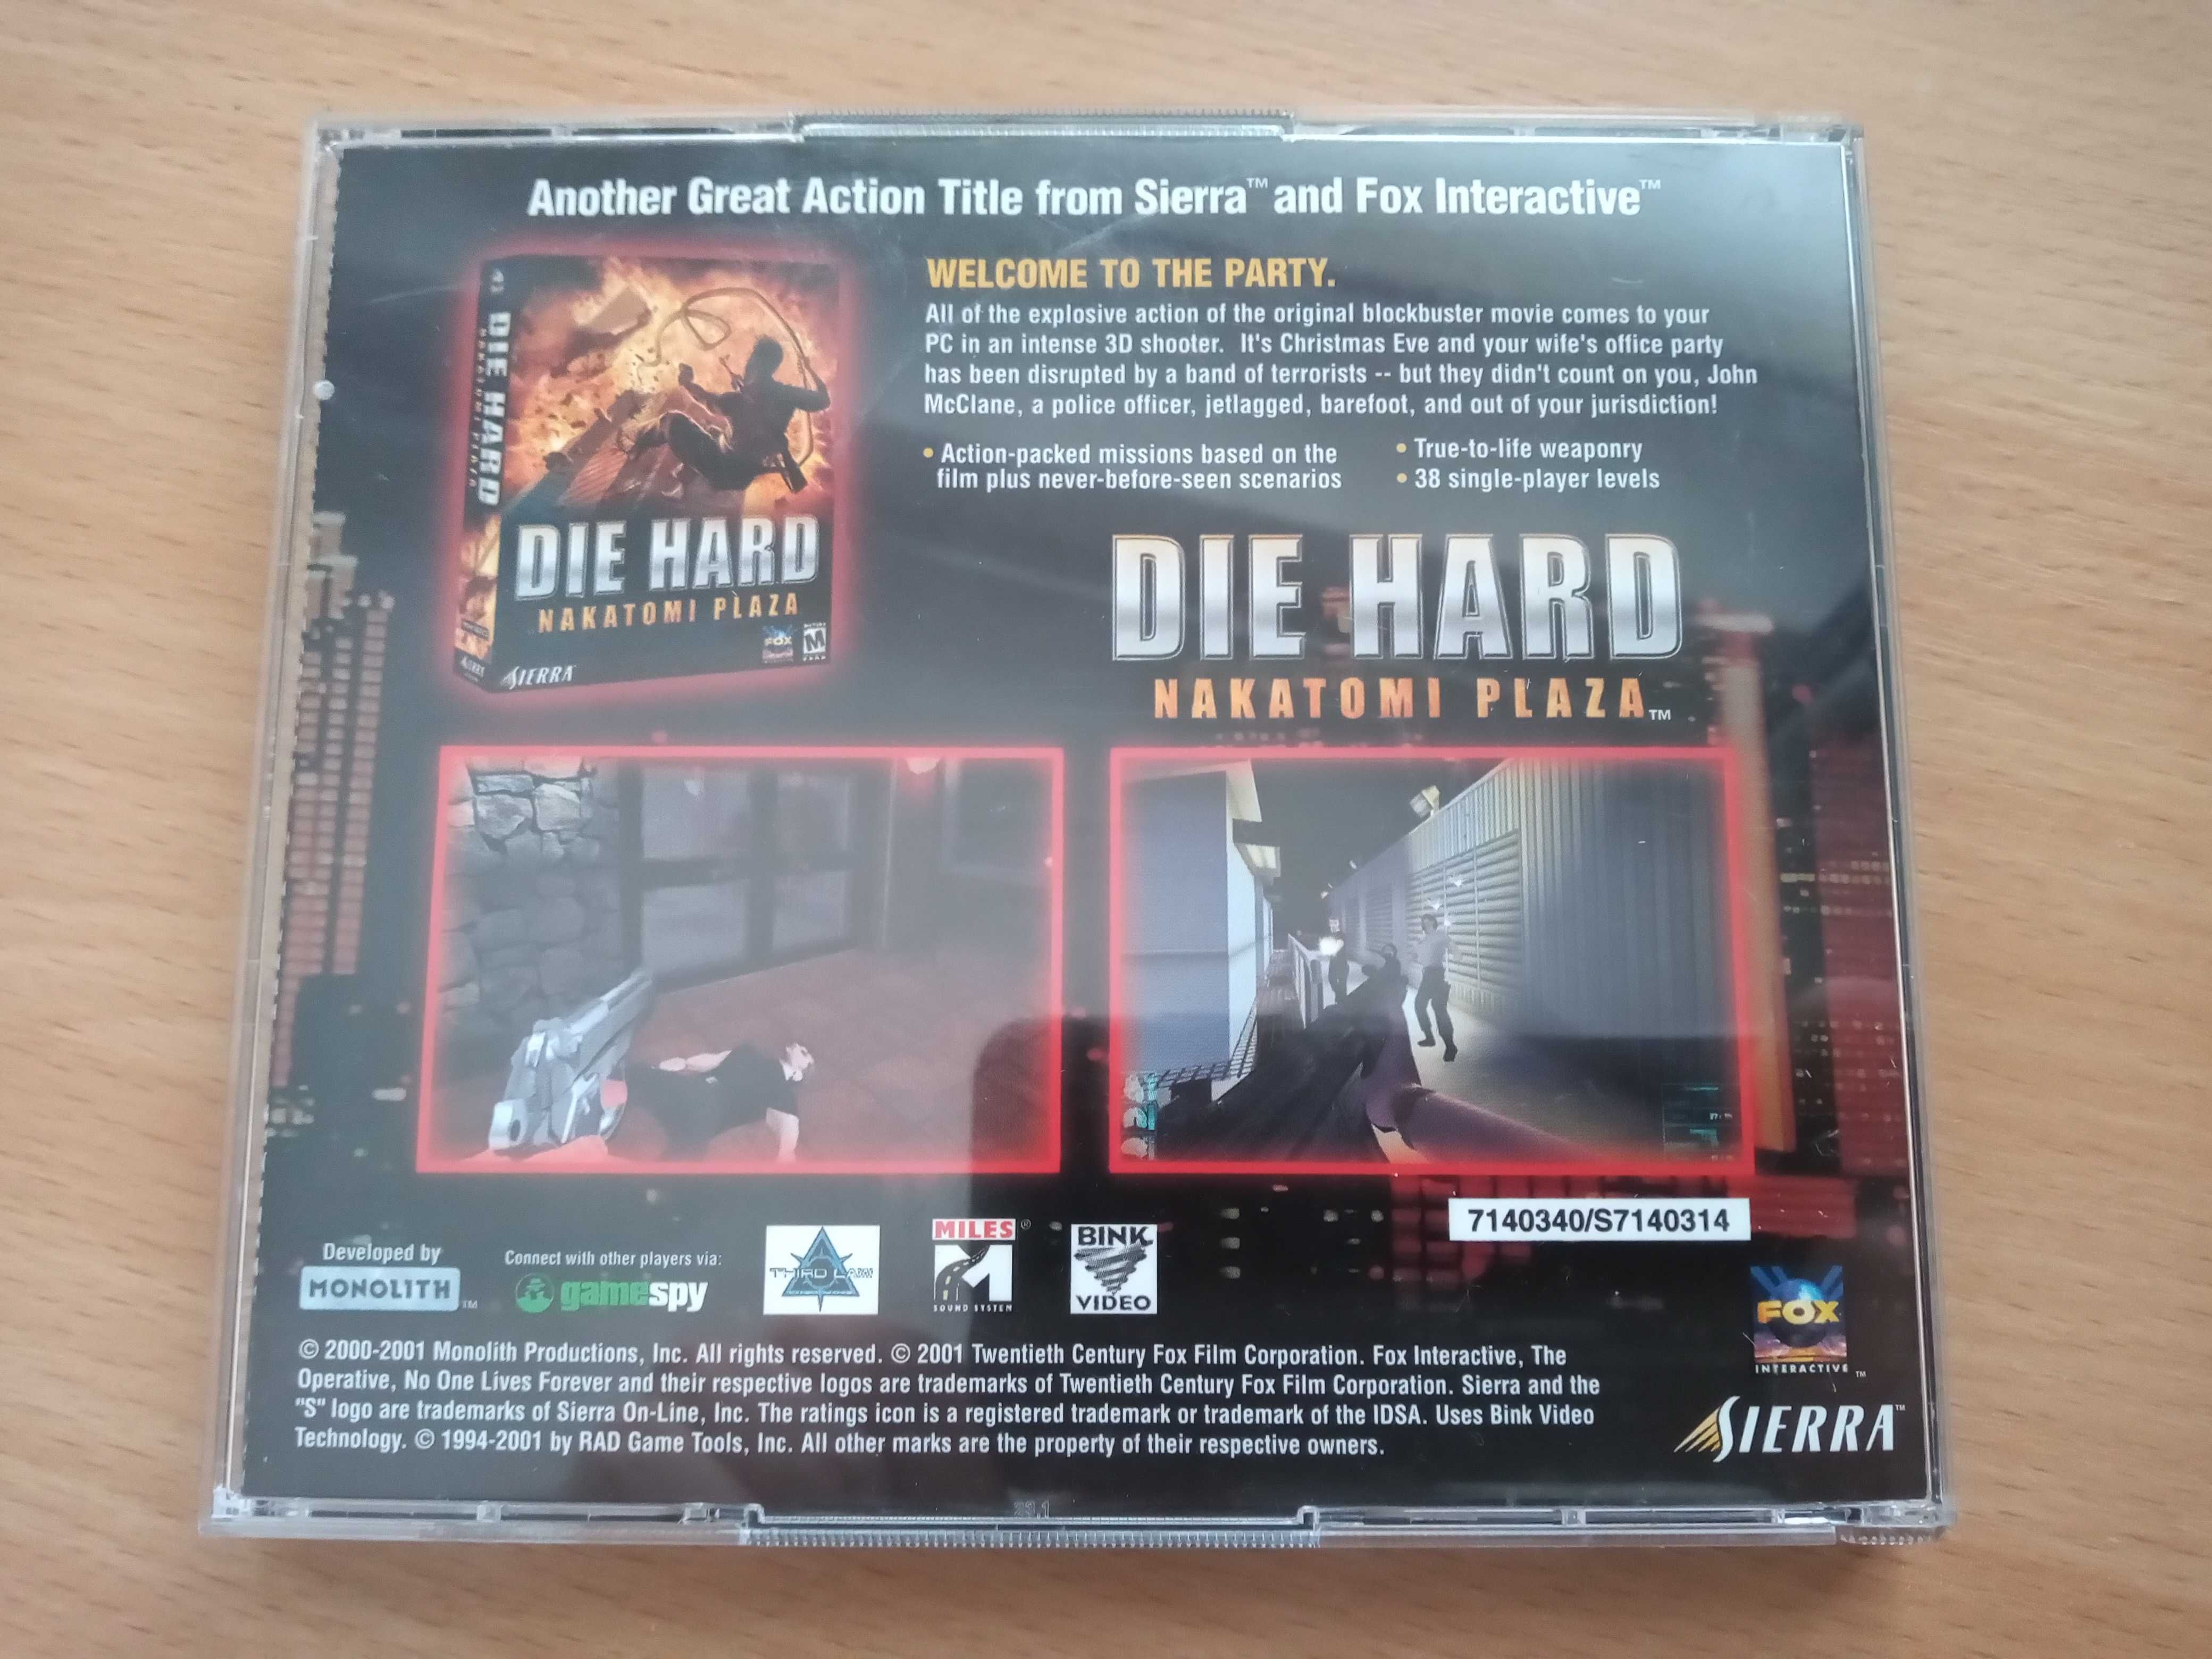 Another Great Action Title from Sierra™ and Fox Interactive™
WELCOME TO THE PARTY.
All of the explosive action of the original blockbuster movie comes to your
PC in an intense 3D shooter. It's Christmas Eve and your wife's office party
has been disrupted by a band of terrorists -- but they didn't count on you, John
McClane, a police officer, jetlagged, barefoot, and out of your jurisdiction!
• Action-packed missions based on the
film plus never-before-seen scenarios
• True-to-life weaponry
• 38 single-player levels
DIE HARD
NAKATOMI PLAZA
DIE HARD
NAKATOMI PLAZA
FOX
M
SIERRA
DIE HARD
NAKATOMI PLAZA™
7140340/S7140314
Developed by
MONOLITH™
Connect with other players via:
gamespy
THIRD LAW
MILES®
SOUND SYSTEM
BINK
VIDEO
FOX
INTERACTIVE™
SIERRA™
© 2000-2001 Monolith Productions, Inc. All rights reserved. © 2001 Twentieth Century Fox Film Corporation. Fox Interactive, The
Operative, No One Lives Forever and their respective logos are trademarks of Twentieth Century Fox Film Corporation. Sierra and the
"S" logo are trademarks of Sierra On-Line, Inc. The ratings icon is a registered trademark or trademark of the IDSA. Uses Bink Video
Technology. © 1994-2001 by RAD Game Tools, Inc. All other marks are the property of their respective owners.